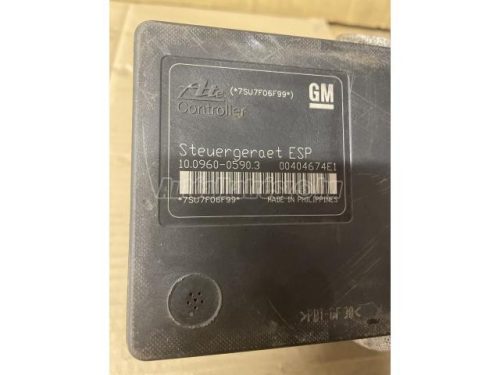 Ate (*7SU7F06F99*) GM
Controller
Steuergeraet ESP
10.0960-0590.3 00404674E1
*7SU7F06F99* MADE IN PHILIPPINES